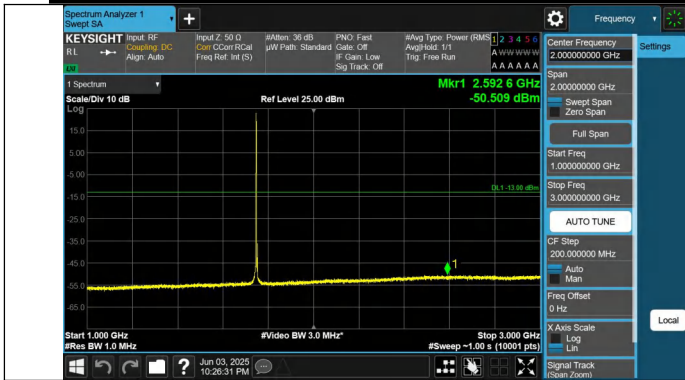 Spectrum Analyzer 1
Swept SA
+
Frequency
KEYSIGHT
RL
Input: RF
Coupling: DC
Align: Auto
Input Z: 50 Ω
Corr CCorr RCal
Freq Ref: Int (S)
#Atten: 36 dB
µW Path: Standard
PNO: Fast
Gate: Off
IF Gain: Low
Sig Track: Off
#Avg Type: Power (RMS
Avg|Hold: 1/1
Trig: Free Run
1 2 3 4 5 6
A W W W W W
A A A A A A
1 Spectrum
Mkr1 2.592 6 GHz
Scale/Div 10 dB
Ref Level 25.00 dBm
-50.509 dBm
Log
15.0
5.00
-5.00
-15.0
-25.0
-35.0
-45.0
-55.0
-65.0
DL1 -13.00 dBm
1
Start 1.000 GHz
#Video BW 3.0 MHz*
Stop 3.000 GHz
#Res BW 1.0 MHz
#Sweep ~1.00 s (10001 pts)
Jun 03, 2025
10:26:31 PM
?
Center Frequency
2.000000000 GHz
Span
2.00000000 GHz
Swept Span
Zero Span
Full Span
Start Freq
1.000000000 GHz
Stop Freq
3.000000000 GHz
AUTO TUNE
CF Step
200.000000 MHz
Auto
Man
Freq Offset
0 Hz
X Axis Scale
Log
Lin
Signal Track
(Span Zoom)
Settings
Local